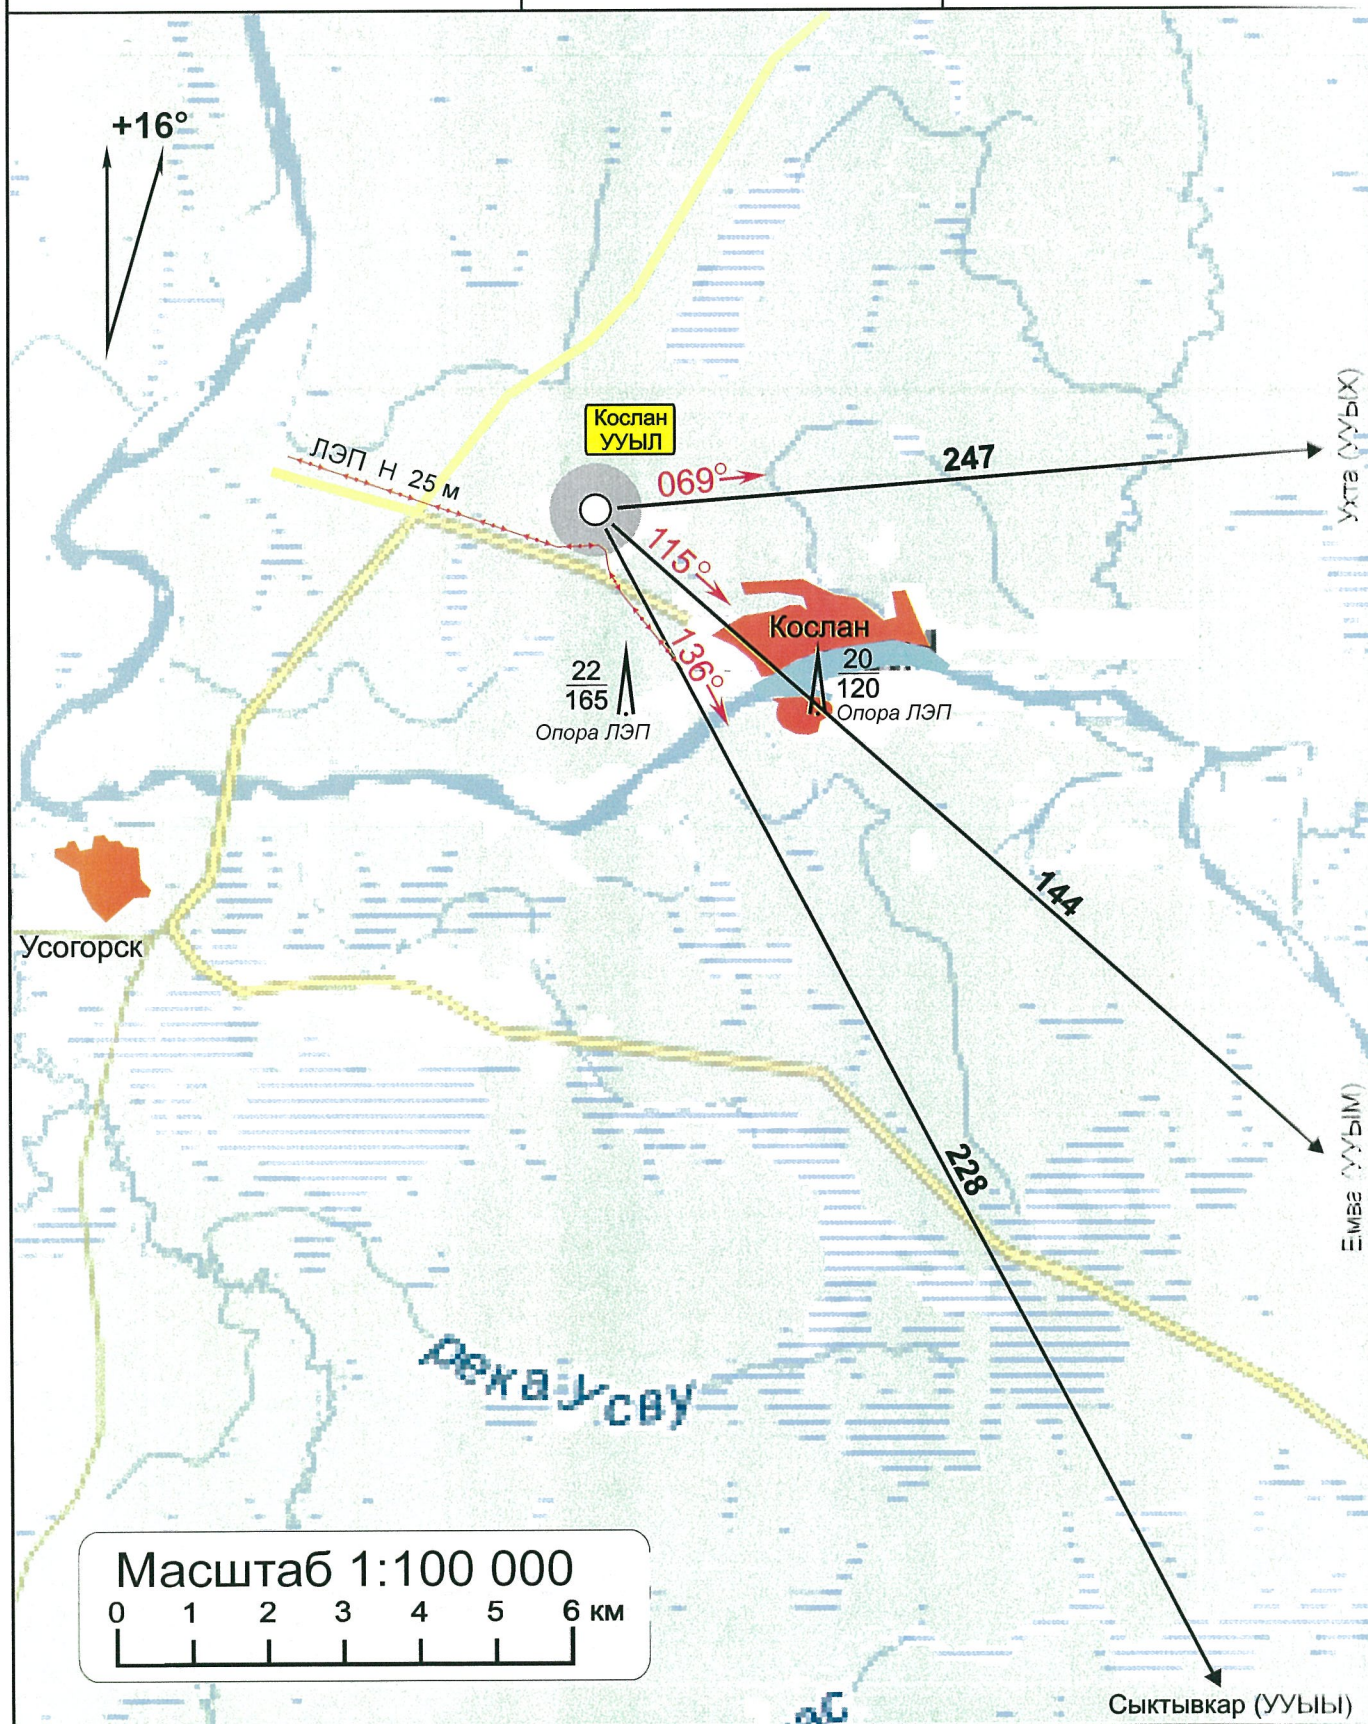 +16°
Кослан
УУЫЛ
ЛЭП Н 25 м
069°
247
Ухта (УУЫХ)
115°
Кослан
136°
20
120
Опора ЛЭП
22
165
Опора ЛЭП
144
Усогорск
228
Емва (УУЫМ)
река Усву
Масштаб 1:100 000
0 1 2 3 4 5 6 км
Сыктывкар (УУЫЫ)